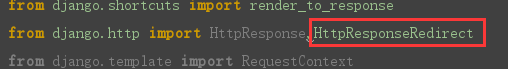 from django.shortcuts import render_to_response
from django.http import HttpResponse,HttpResponseRedirect
from django.template import RequestContext